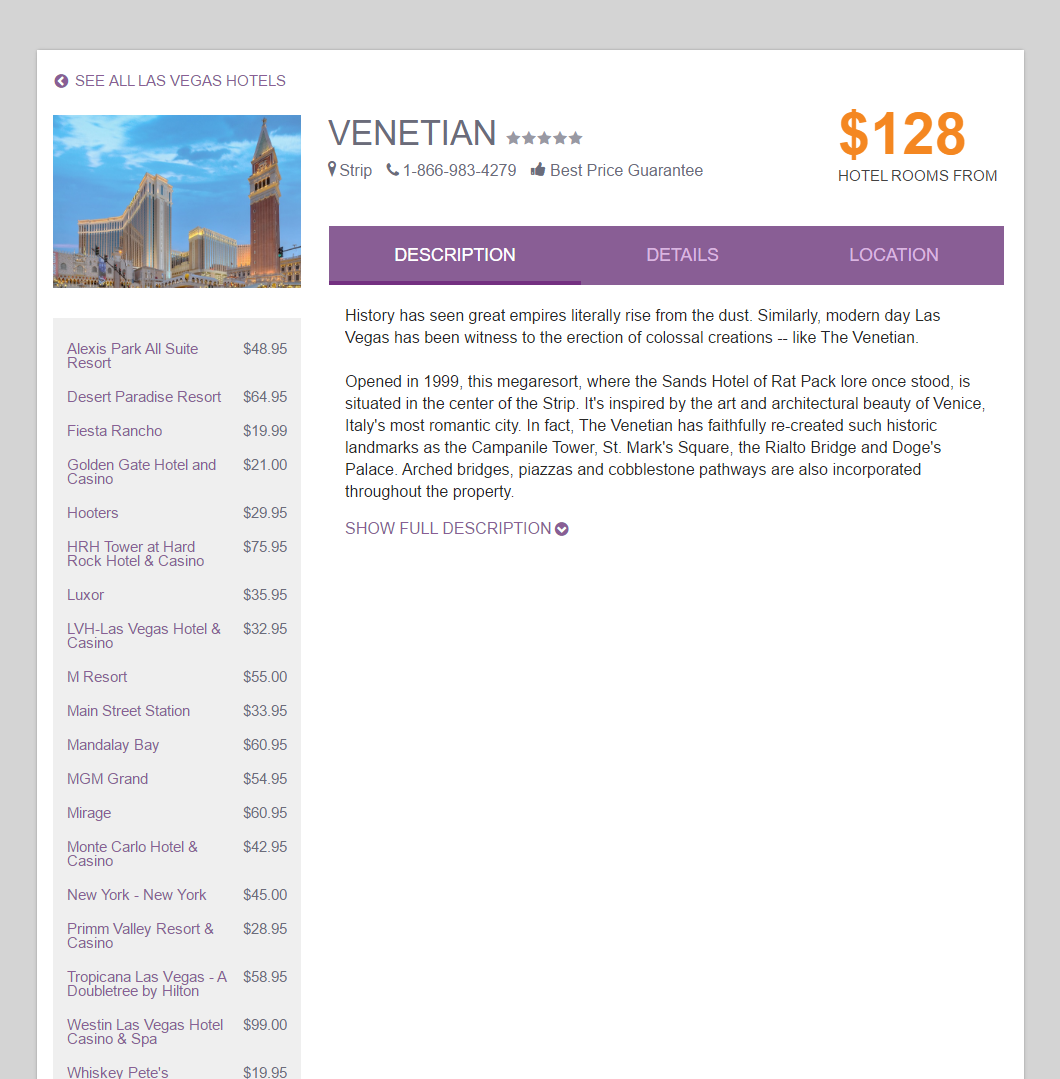 SEE ALL LAS VEGAS HOTELS
VENETIAN
Strip 1-866-983-4279 Best Price Guarantee
$128
HOTEL ROOMS FROM
DESCRIPTION DETAILS LOCATION
History has seen great empires literally rise from the dust. Similarly, modern day Las
Vegas has been witness to the erection of colossal creations -- like The Venetian.
Opened in 1999, this megaresort, where the Sands Hotel of Rat Pack lore once stood, is
situated in the center of the Strip. It's inspired by the art and architectural beauty of Venice,
Italy's most romantic city. In fact, The Venetian has faithfully re-created such historic
landmarks as the Campanile Tower, St. Mark's Square, the Rialto Bridge and Doge's
Palace. Arched bridges, piazzas and cobblestone pathways are also incorporated
throughout the property.
SHOW FULL DESCRIPTION
Alexis Park All Suite $48.95
Resort
Desert Paradise Resort $64.95
Fiesta Rancho $19.99
Golden Gate Hotel and $21.00
Casino
Hooters $29.95
HRH Tower at Hard $75.95
Rock Hotel & Casino
Luxor $35.95
LVH-Las Vegas Hotel & $32.95
Casino
M Resort $55.00
Main Street Station $33.95
Mandalay Bay $60.95
MGM Grand $54.95
Mirage $60.95
Monte Carlo Hotel & $42.95
Casino
New York - New York $45.00
Primm Valley Resort & $28.95
Casino
Tropicana Las Vegas - A $58.95
Doubletree by Hilton
Westin Las Vegas Hotel $99.00
Casino & Spa
Whiskey Pete's $19.95